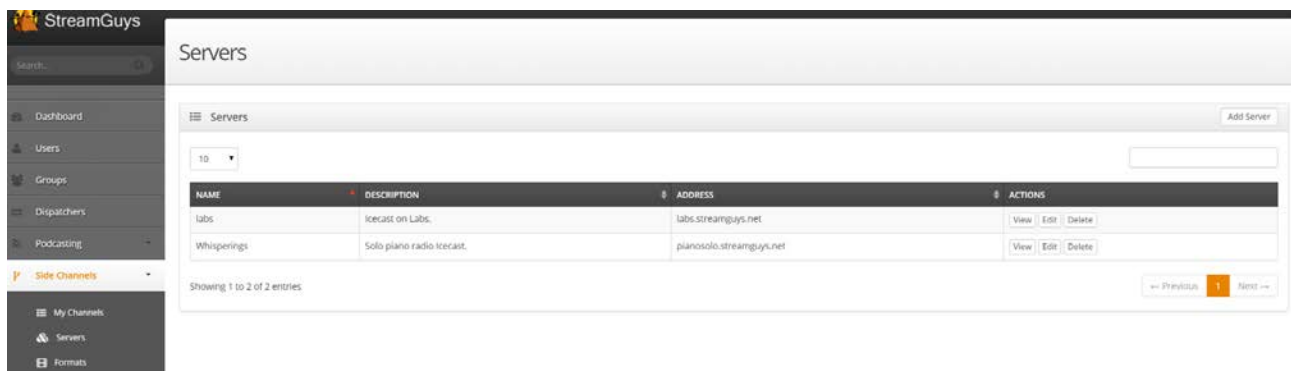 StreamGuys
Search...
Dashboard
Users
Groups
Dispatchers
Podcasting
Side Channels
My Channels
Servers
Formats
Servers
Servers
Add Server
10
NAME DESCRIPTION ADDRESS ACTIONS
labs Icecast on Labs. labs.streamguys.net View Edit Delete
Whisperings Solo piano radio Icecast. pianosolo.streamguys.net View Edit Delete
Showing 1 to 2 of 2 entries
← Previous 1 Next →